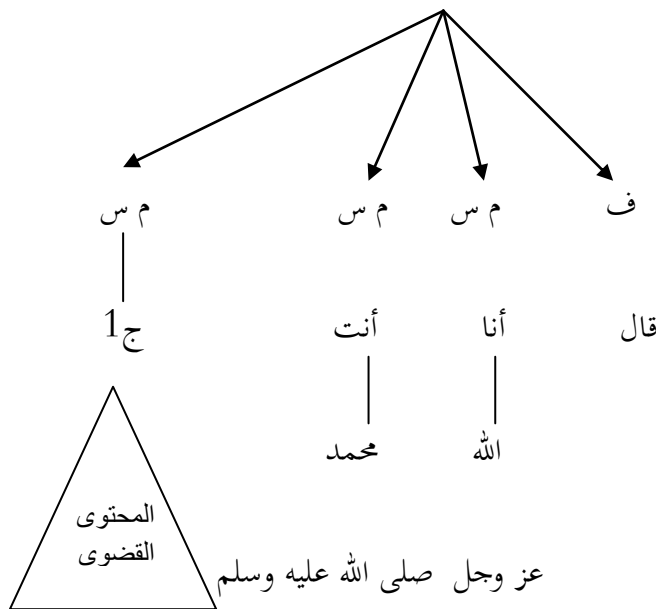 ف م س م س م س
قال أنا أنت ج1
الله محمد
المحتوى
القضوى
عز وجل صلى الله عليه وسلم